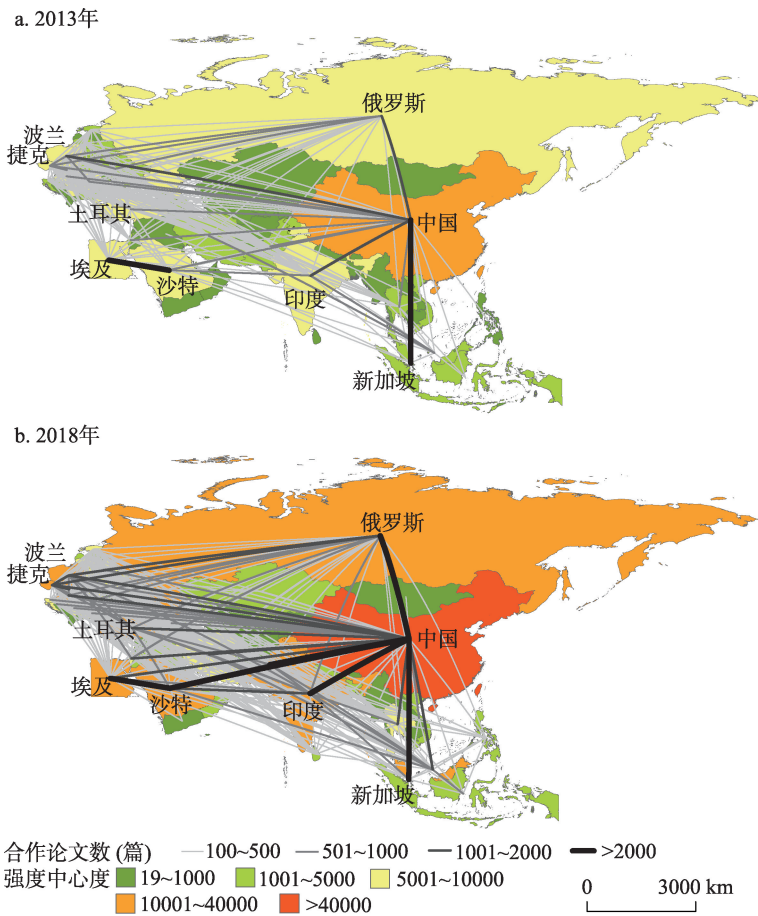 a. 2013年
俄罗斯
波兰
捷克
土耳其
中国
埃及
沙特
印度
新加坡
b. 2018年
俄罗斯
波兰
捷克
土耳其
中国
埃及
沙特
印度
新加坡
合作论文数 (篇) 100~500 501~1000 1001~2000 >2000
强度中心度 19~1000 1001~5000 5001~10000
10001~40000 >40000
0 3000 km